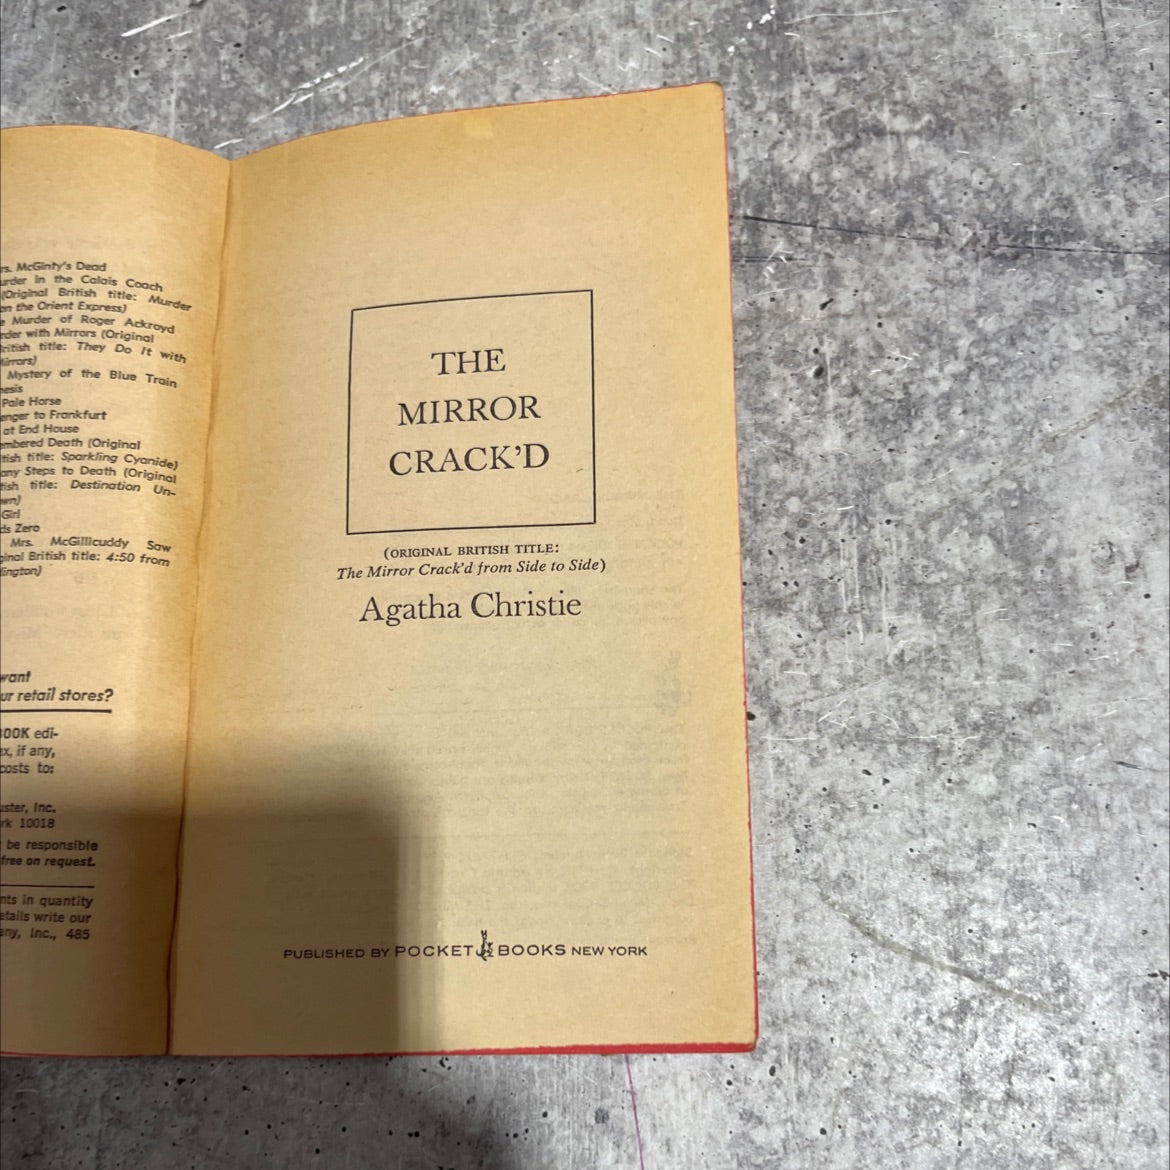 rs. McGinty's Dead
urder in the Calais Coach
(Original British title: Murder
on the Orient Express)
e Murder of Roger Ackroyd
rder with Mirrors (Original
British title: They Do It with
Mirrors)
Mystery of the Blue Train
nesis
Pale Horse
enger to Frankfurt
at End House
embered Death (Original
itish title: Sparkling Cyanide)
any Steps to Death (Original
tish title: Destination Un-
wn)
Girl
ds Zero
Mrs. McGillicuddy Saw
ginal British title: 4:50 from
dington)
want
ur retail stores?
BOOK edi-
ax, if any,
costs to:
uster, Inc.
rk 10018
be responsible
free on request.
nts in quantity
etails write our
any, Inc., 485
THE
MIRROR
CRACK'D
(ORIGINAL BRITISH TITLE:
The Mirror Crack'd from Side to Side)
Agatha Christie
PUBLISHED BY POCKET BOOKS NEW YORK